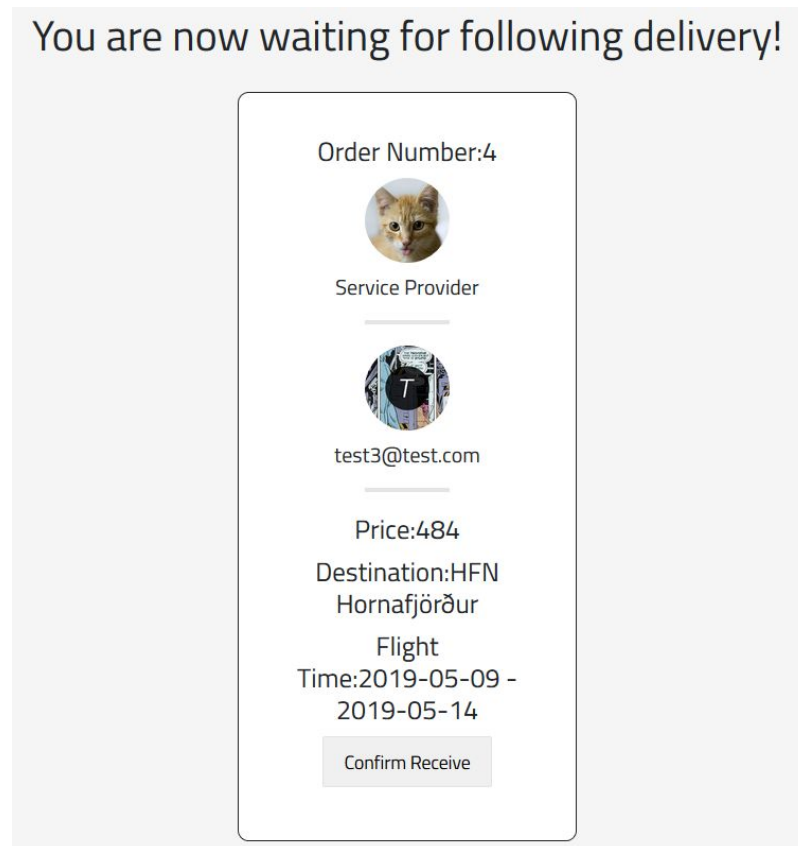 You are now waiting for following delivery!
Order Number:4
Service Provider
T
test3@test.com
Price:484
Destination:HFN
Hornafjörður
Flight
Time:2019-05-09 -
2019-05-14
Confirm Receive